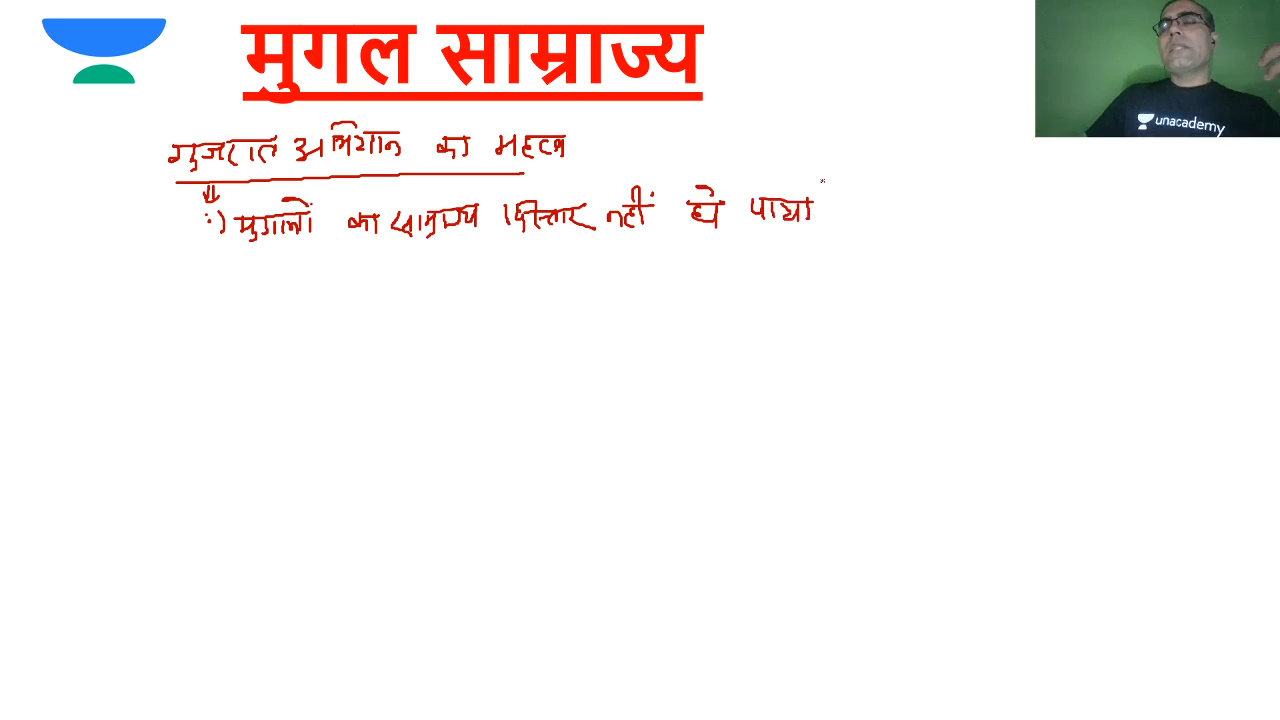 मुगल साम्राज्य
unacademy
गुजरात अभियान का महत्व
i) मुगलों का साम्राज्य विस्तार नहीं हो पाया